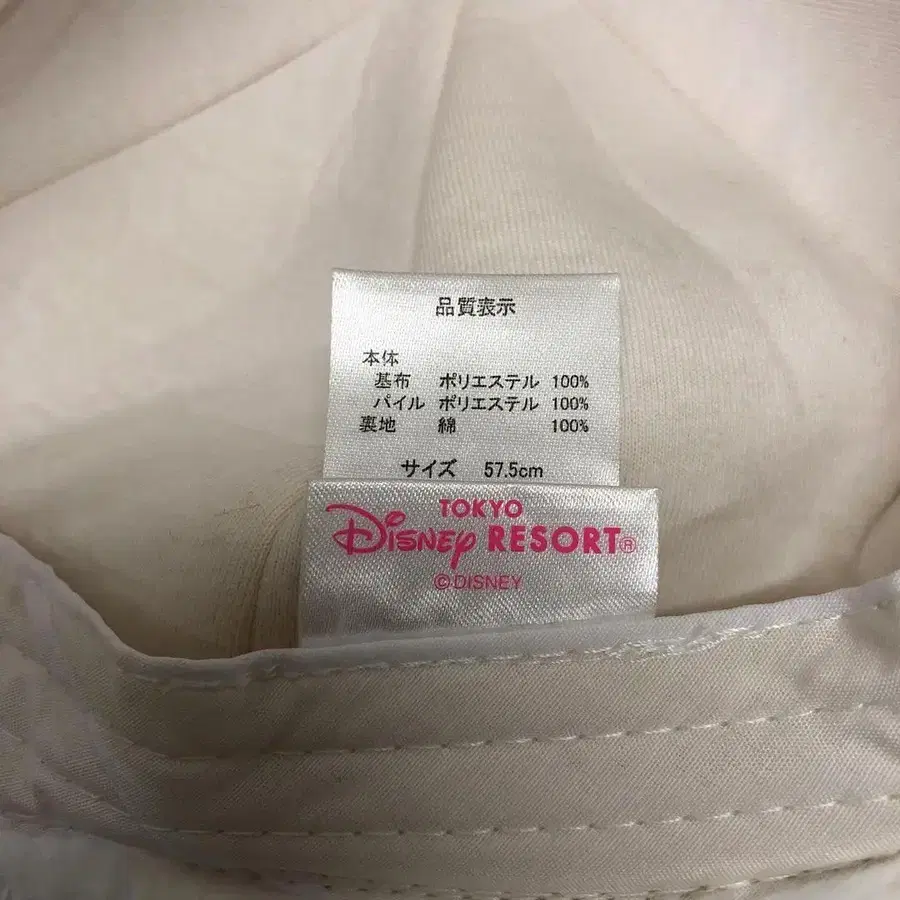 品質表示
本体
基布 ポリエステル 100%
パイル ポリエステル 100%
裏地 綿 100%
サイズ 57.5cm
TOKYO
Disney RESORT®
©DISNEY